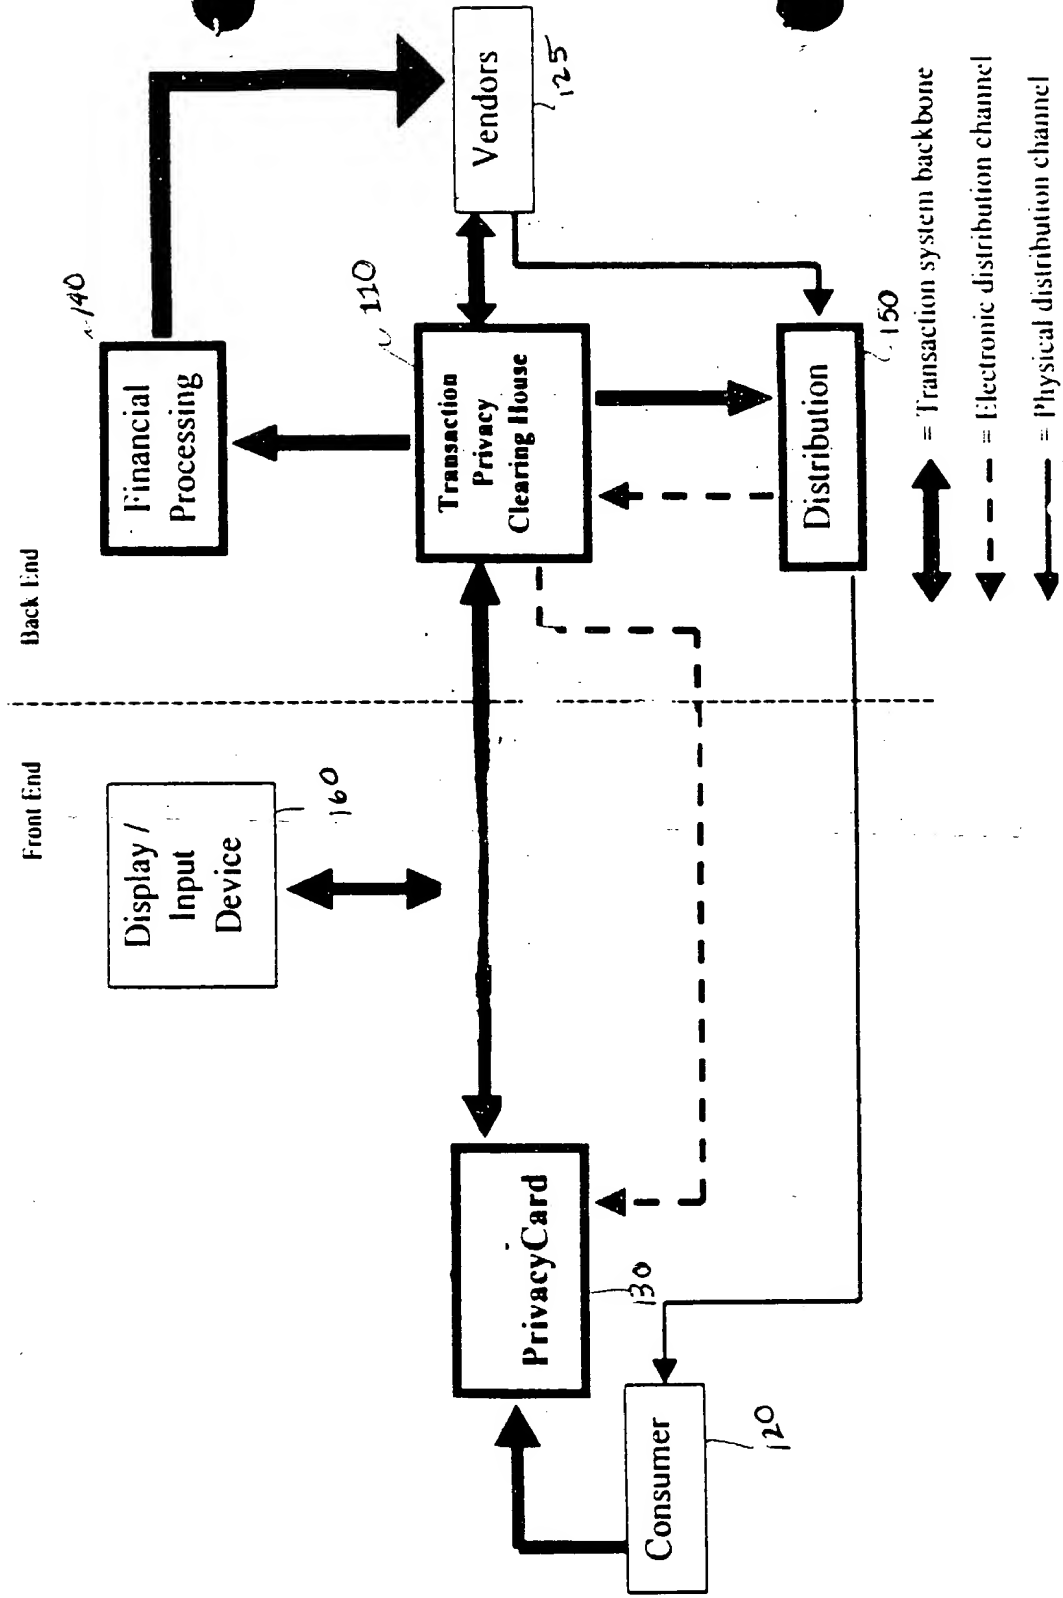 Front End
Back End
Display /
Input
Device
160
Financial
Processing
140
PrivacyCard
130
Transaction
Privacy
Clearing House
110
Vendors
125
Consumer
120
Distribution
150
= Transaction system backbone
= Electronic distribution channel
= Physical distribution channel